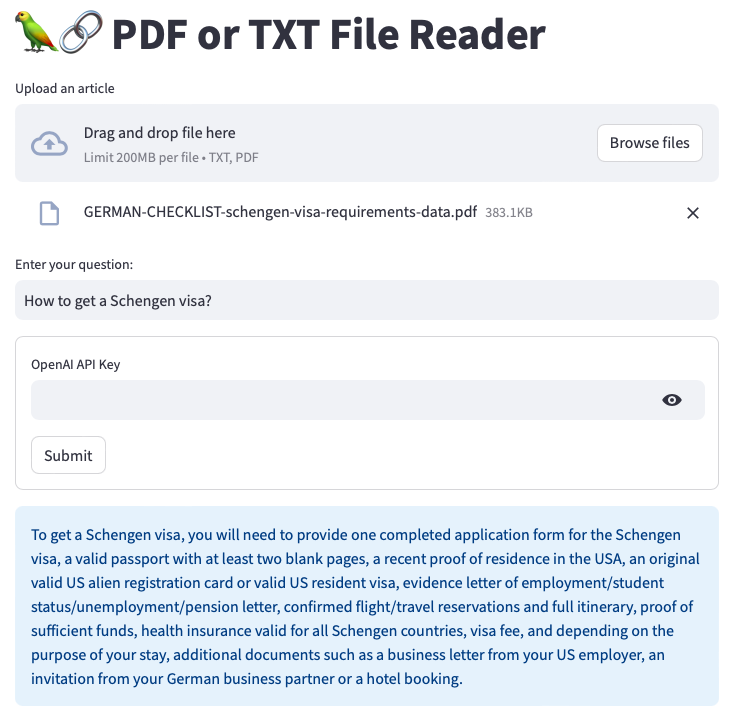 🦜🔗 PDF or TXT File Reader
Upload an article
Drag and drop file here
Limit 200MB per file • TXT, PDF
Browse files
GERMAN-CHECKLIST-schengen-visa-requirements-data.pdf 383.1KB
Enter your question:
How to get a Schengen visa?
OpenAI API Key
Submit
To get a Schengen visa, you will need to provide one completed application form for the Schengen
visa, a valid passport with at least two blank pages, a recent proof of residence in the USA, an original
valid US alien registration card or valid US resident visa, evidence letter of employment/student
status/unemployment/pension letter, confirmed flight/travel reservations and full itinerary, proof of
sufficient funds, health insurance valid for all Schengen countries, visa fee, and depending on the
purpose of your stay, additional documents such as a business letter from your US employer, an
invitation from your German business partner or a hotel booking.